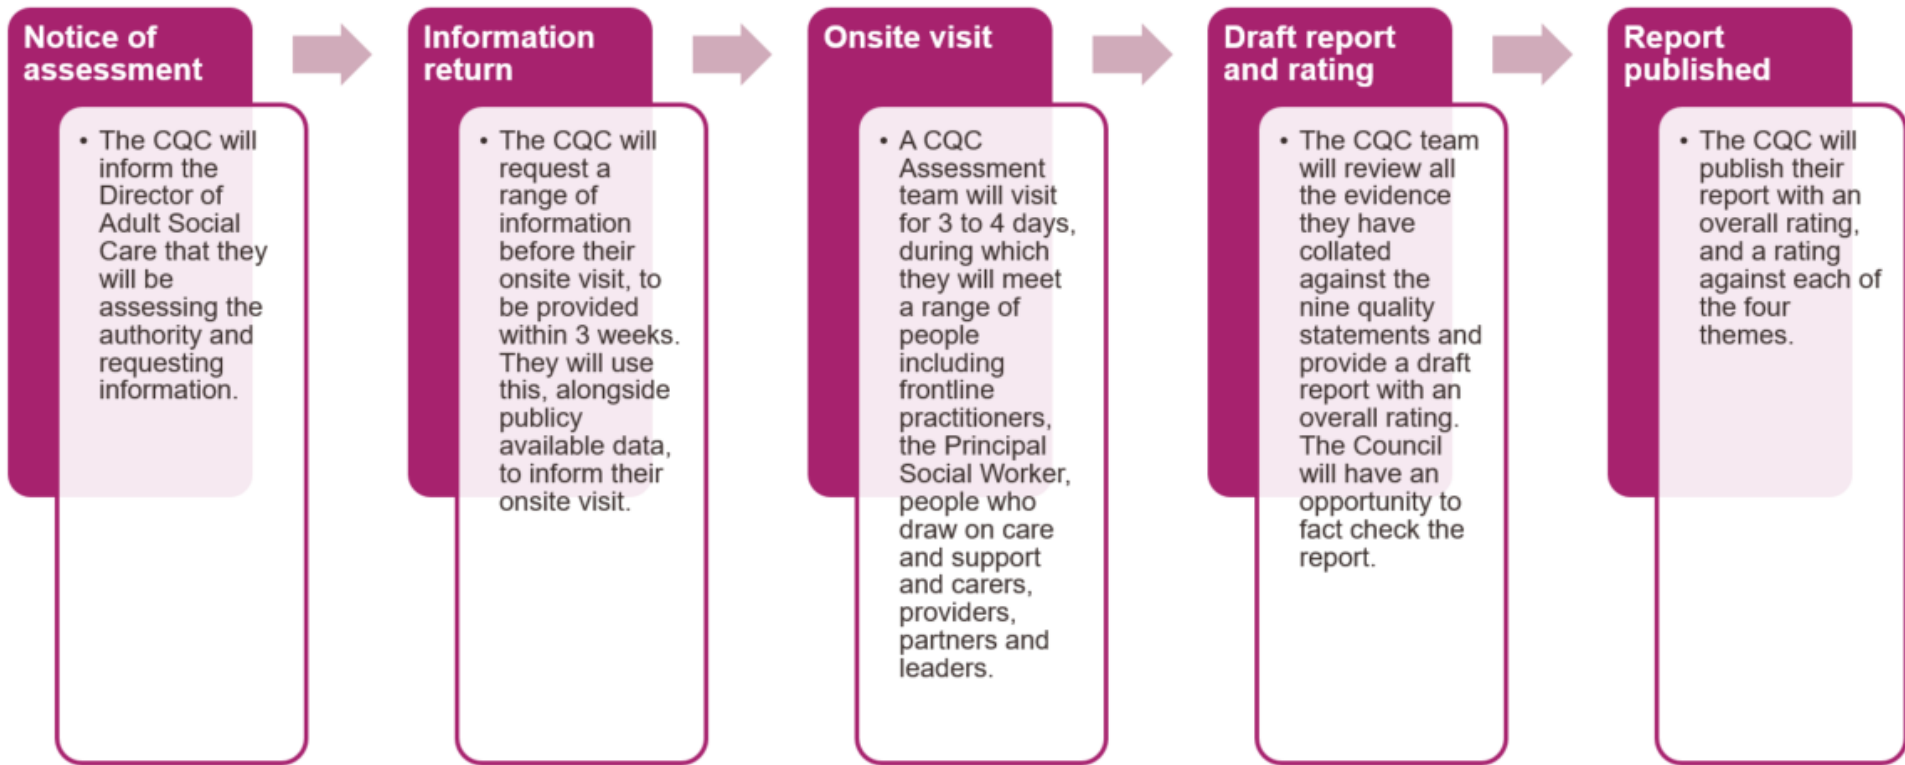 Notice of
assessment
• The CQC will
inform the
Director of
Adult Social
Care that they
will be
assessing the
authority and
requesting
information.
Information
return
• The CQC will
request a
range of
information
before their
onsite visit, to
be provided
within 3 weeks.
They will use
this, alongside
publicy
available data,
to inform their
onsite visit.
Onsite visit
• A CQC
Assessment
team will visit
for 3 to 4 days,
during which
they will meet
a range of
people
including
frontline
practitioners,
the Principal
Social Worker,
people who
draw on care
and support
and carers,
providers,
partners and
leaders.
Draft report
and rating
• The CQC team
will review all
the evidence
they have
collated
against the
nine quality
statements and
provide a draft
report with an
overall rating.
The Council
will have an
opportunity to
fact check the
report.
Report
published
• The CQC will
publish their
report with an
overall rating,
and a rating
against each of
the four
themes.